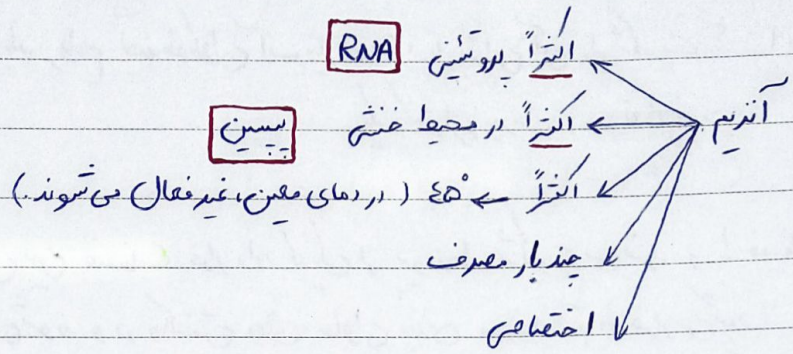 اکثراً پروتئینی RNA
آنزیم
اکثراً در محیط خنثی پپسین
اکثراً ← ۴۵° (در دمای معین، غیرفعال می‌شوند.)
چندبار مصرف
اختصاصی